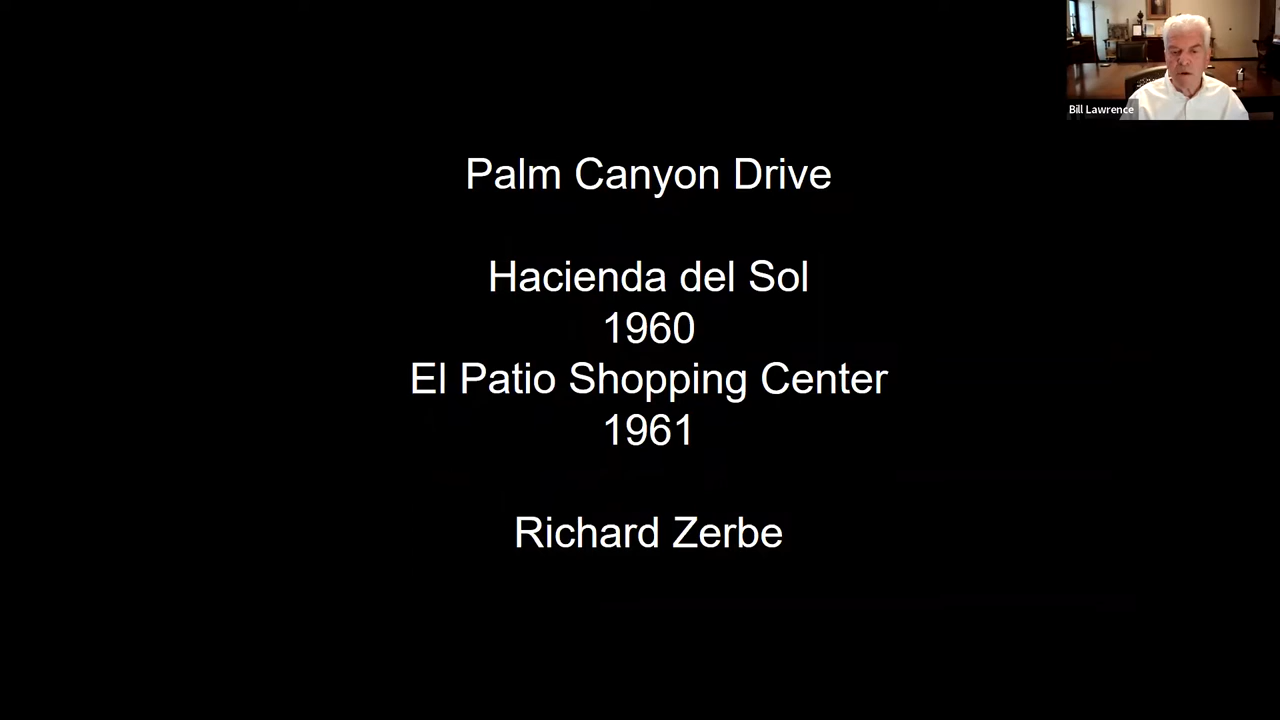 Bill Lawrence
Palm Canyon Drive
Hacienda del Sol
1960
El Patio Shopping Center
1961
Richard Zerbe